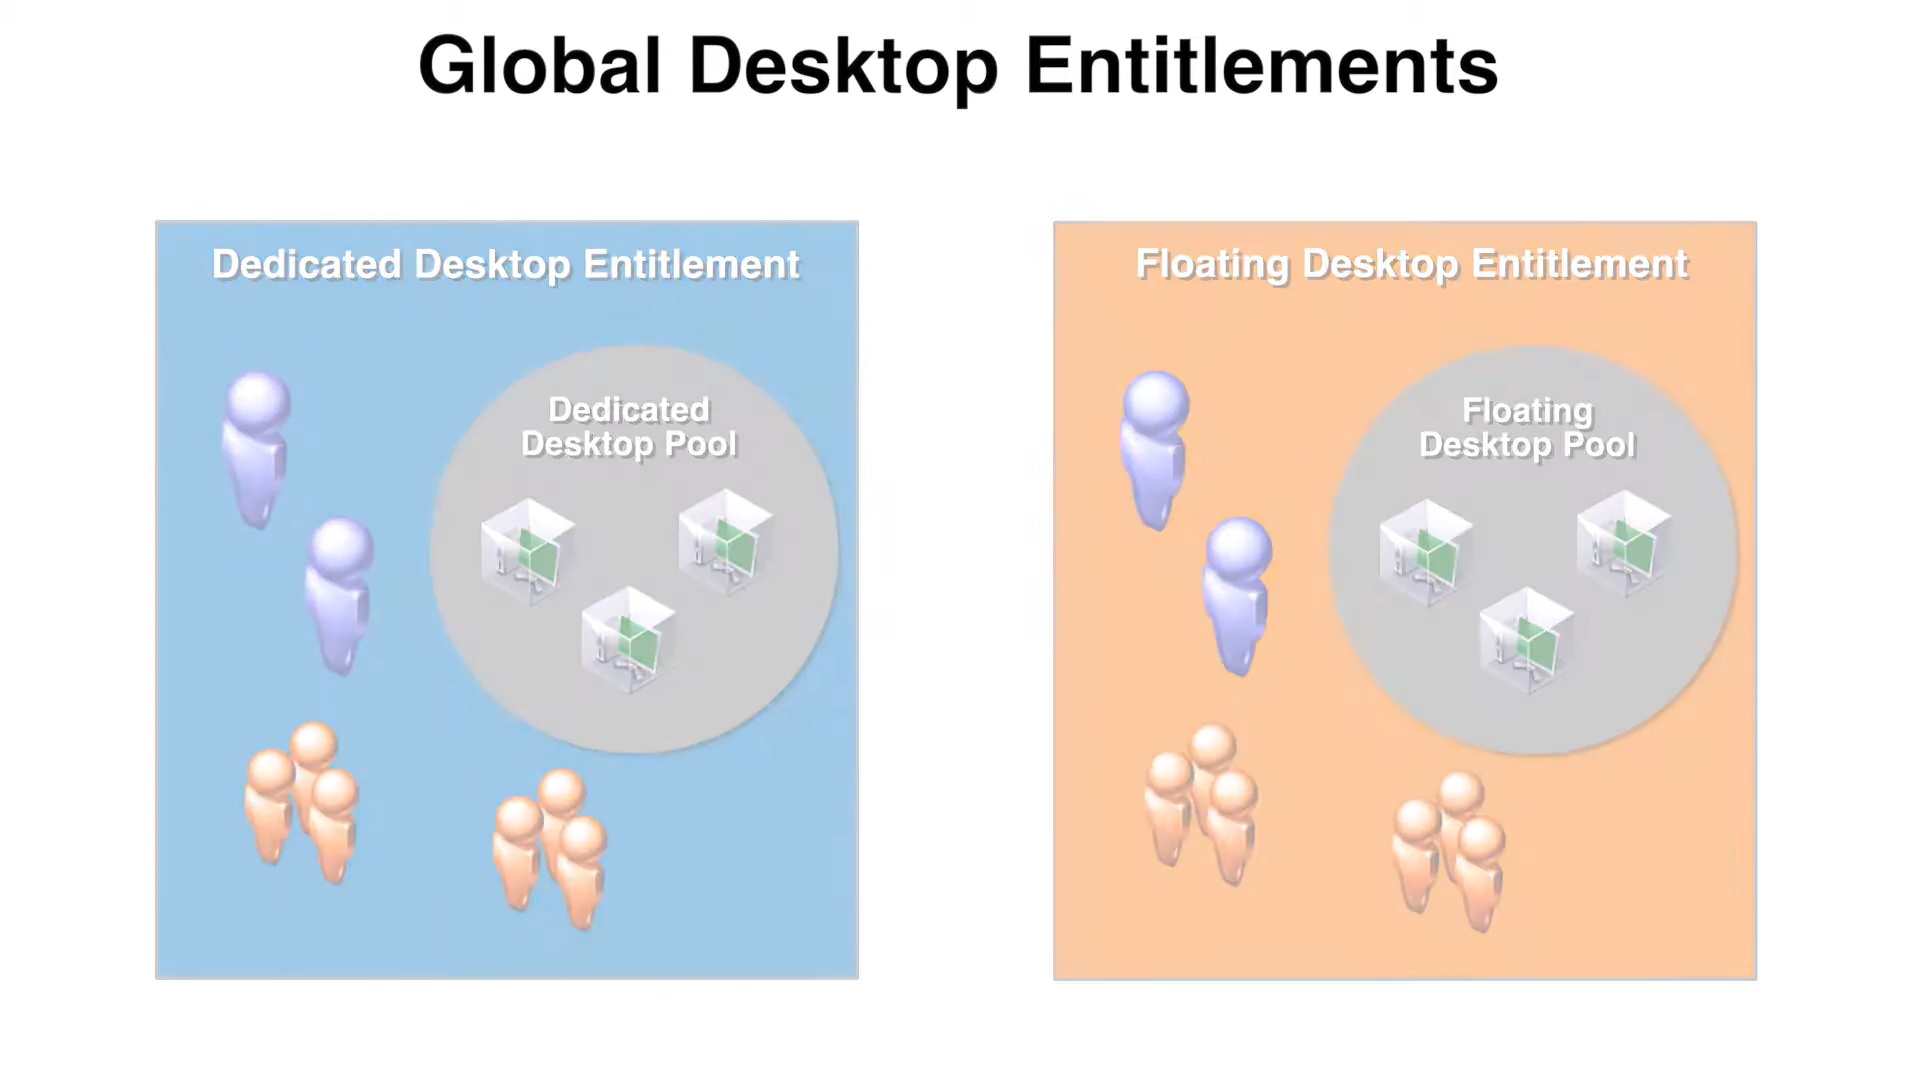 Global Desktop Entitlements
Dedicated Desktop Entitlement
Dedicated
Desktop Pool
Floating Desktop Entitlement
Floating
Desktop Pool